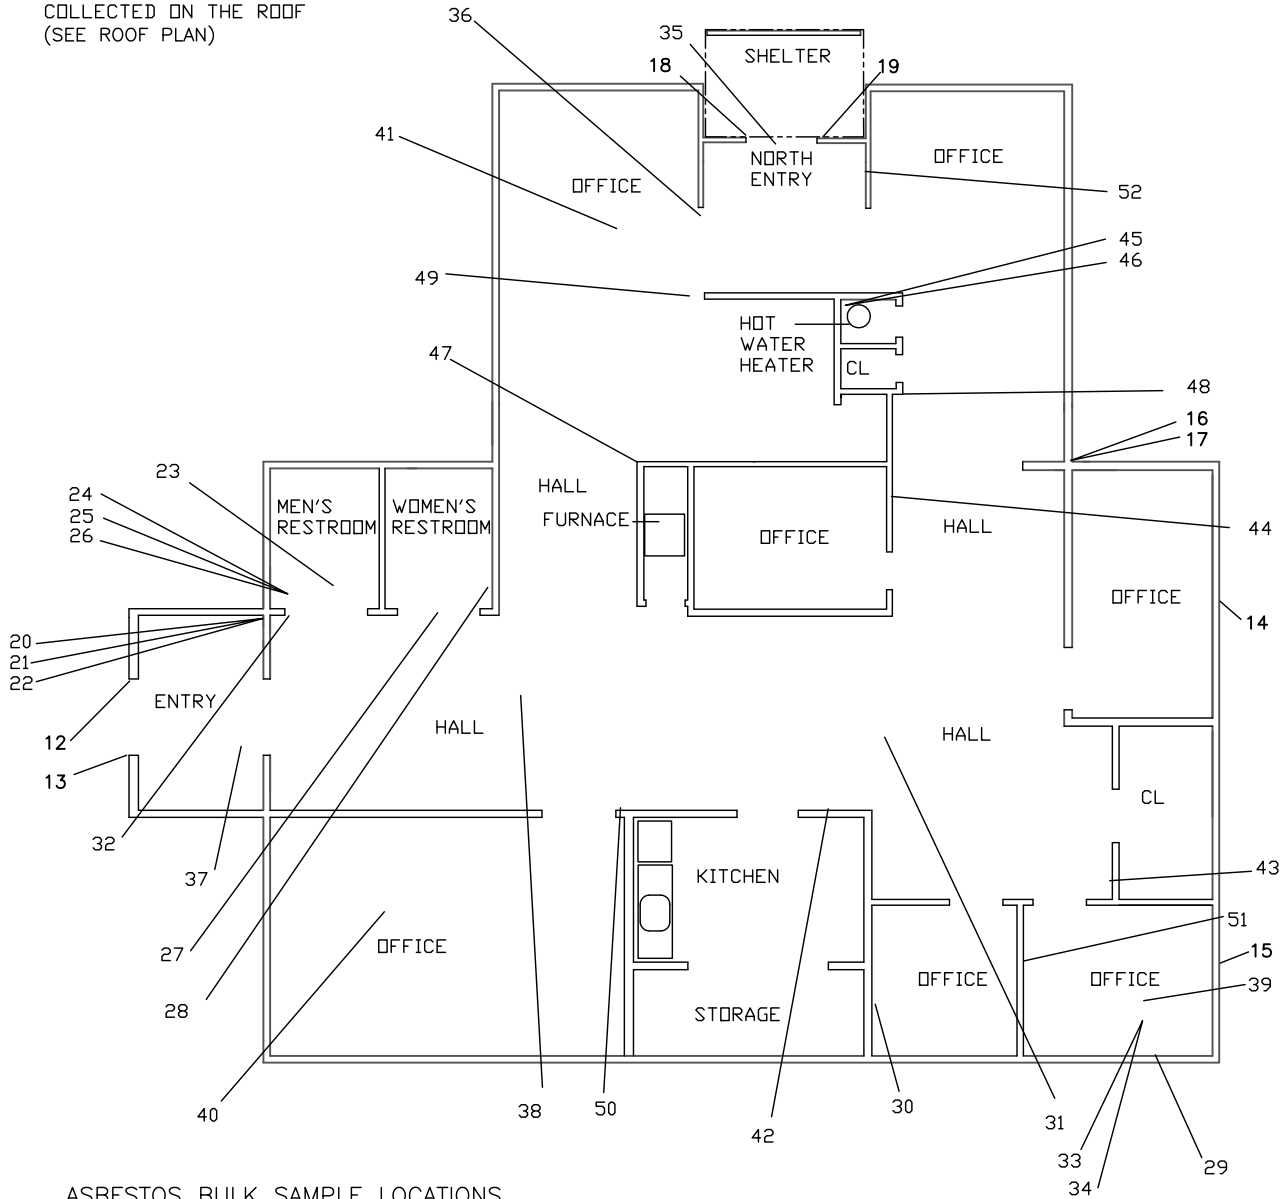 COLLECTED ON THE ROOF
(SEE ROOF PLAN)
36
35
SHELTER
18
19
41
NORTH
ENTRY
OFFICE
OFFICE
52
45
46
49
HOT
WATER
HEATER
CL
47
48
16
17
23
24
25
26
MEN'S
RESTROOM
WOMEN'S
RESTROOM
HALL
FURNACE
OFFICE
HALL
44
OFFICE
14
20
21
22
ENTRY
HALL
HALL
12
13
CL
32
37
KITCHEN
43
27
OFFICE
51
OFFICE
OFFICE
15
39
28
STORAGE
40
38
50
42
30
31
33
34
29
ASBESTOS BULK SAMPLE LOCATIONS